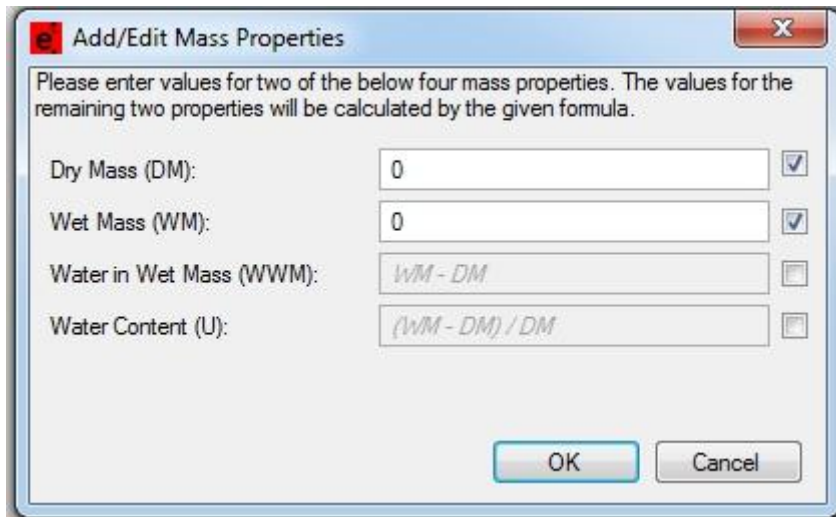 e! Add/Edit Mass Properties
Please enter values for two of the below four mass properties. The values for the
remaining two properties will be calculated by the given formula.
Dry Mass (DM): 0
Wet Mass (WM): 0
Water in Wet Mass (WWM): WM - DM
Water Content (U): (WM - DM) / DM
OK Cancel